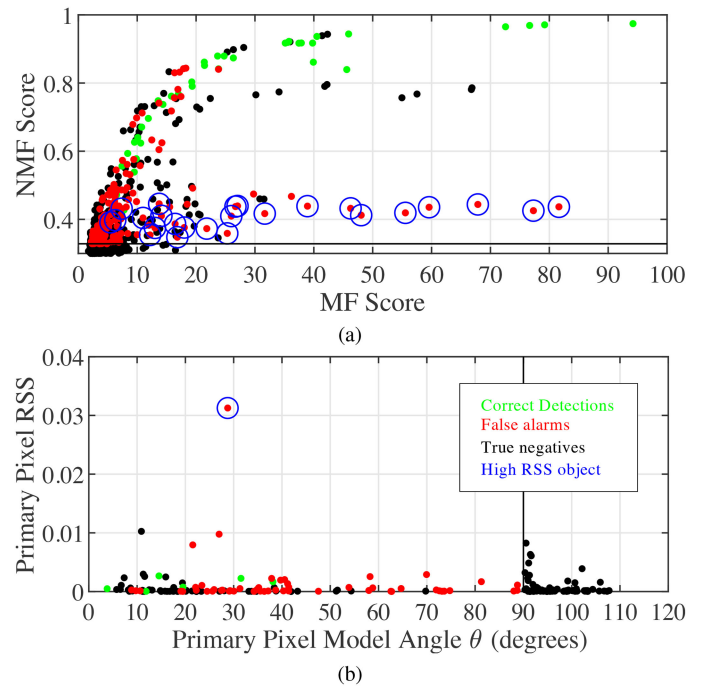 1
0.8
0.6
0.4
NMF Score
0 10 20 30 40 50 60 70 80 90 100
MF Score
(a)
0.04
0.03
0.02
0.01
0
Primary Pixel RSS
Correct Detections
False alarms
True negatives
High RSS object
0 10 20 30 40 50 60 70 80 90 100 110 120
Primary Pixel Model Angle θ (degrees)
(b)